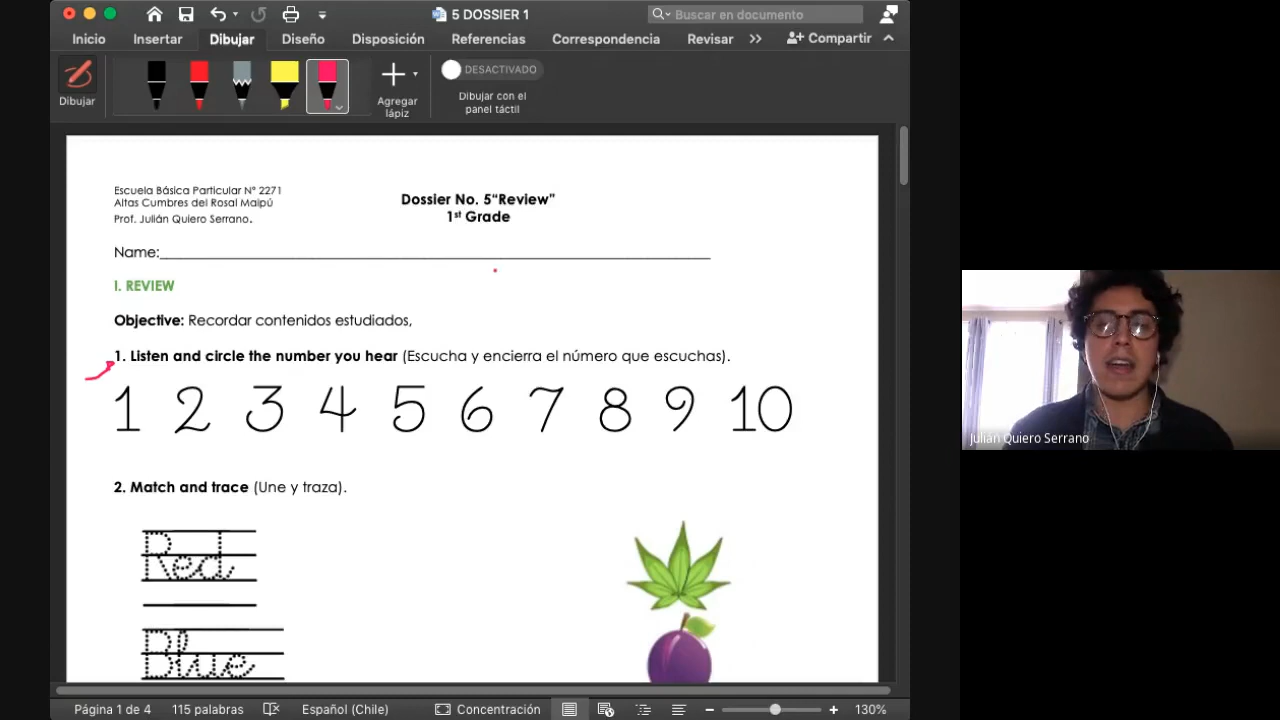 5 DOSSIER 1
Buscar en documento
Inicio Insertar Dibujar Diseño Disposición Referencias Correspondencia Revisar Compartir
Dibujar
Agregar lápiz
DESACTIVADO
Dibujar con el panel táctil
Escuela Básica Particular N° 2271
Altas Cumbres del Rosal Maipú
Prof. Julián Quiero Serrano.
Dossier No. 5“Review”
1st Grade
Name:
I. REVIEW
Objective: Recordar contenidos estudiados,
1. Listen and circle the number you hear (Escucha y encierra el número que escuchas).
1 2 3 4 5 6 7 8 9 10
2. Match and trace (Une y traza).
Red
Blue
Julián Quiero Serrano
Página 1 de 4 115 palabras Español (Chile) Concentración 130%